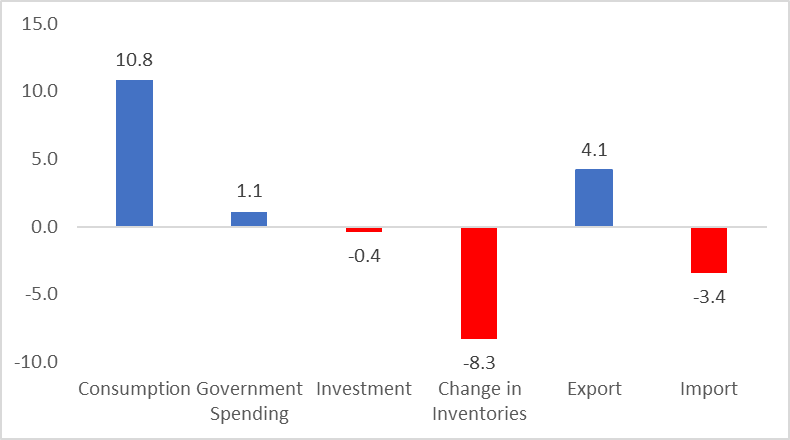 15.0
10.0
5.0
0.0
-5.0
-10.0
10.8
1.1
-0.4
-8.3
4.1
-3.4
Consumption
Government
Spending
Investment
Change in
Inventories
Export
Import